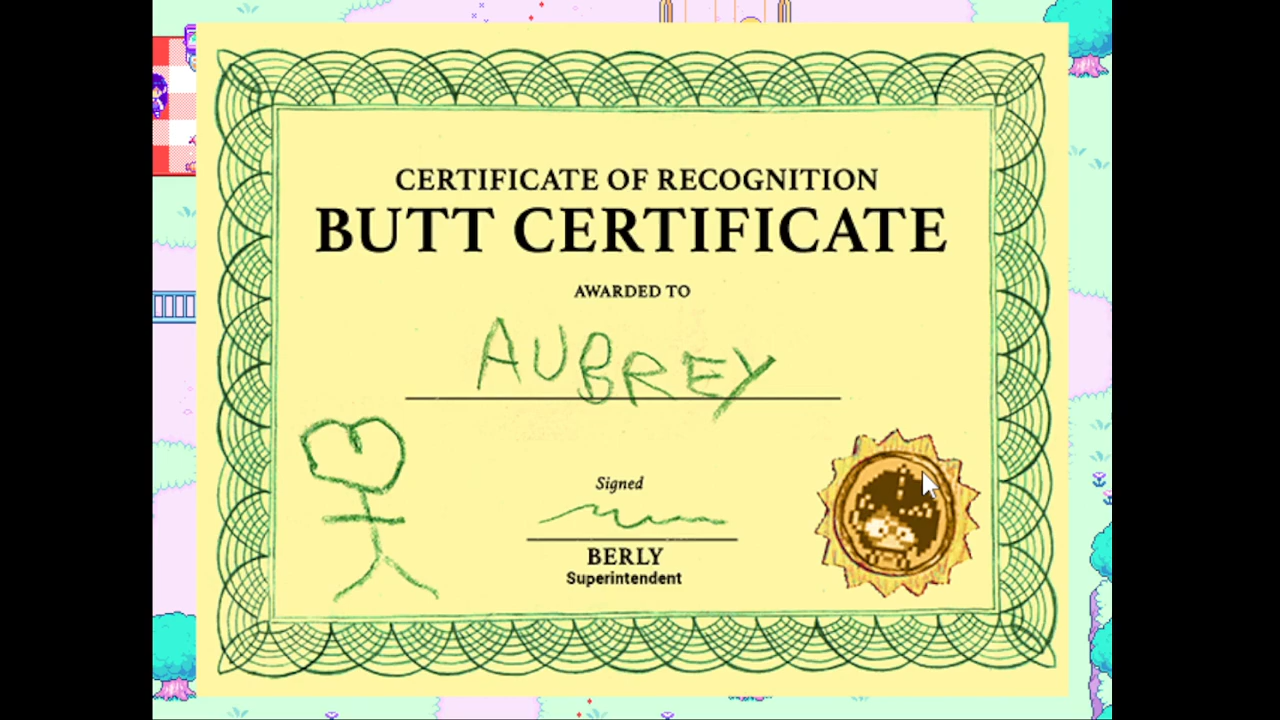 CERTIFICATE OF RECOGNITION
BUTT CERTIFICATE
AWARDED TO
AUBREY
Signed
BERLY
Superintendent